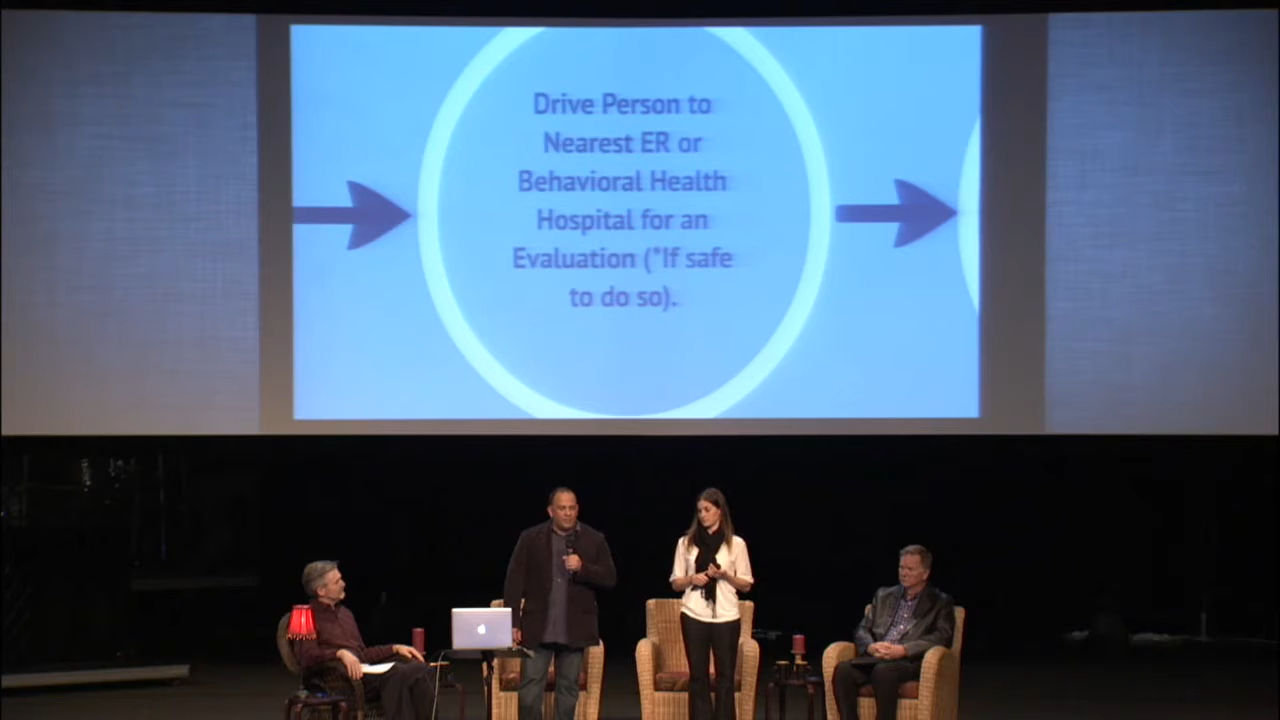 Drive Person to
Nearest ER or
Behavioral Health
Hospital for an
Evaluation (*If safe
to do so).